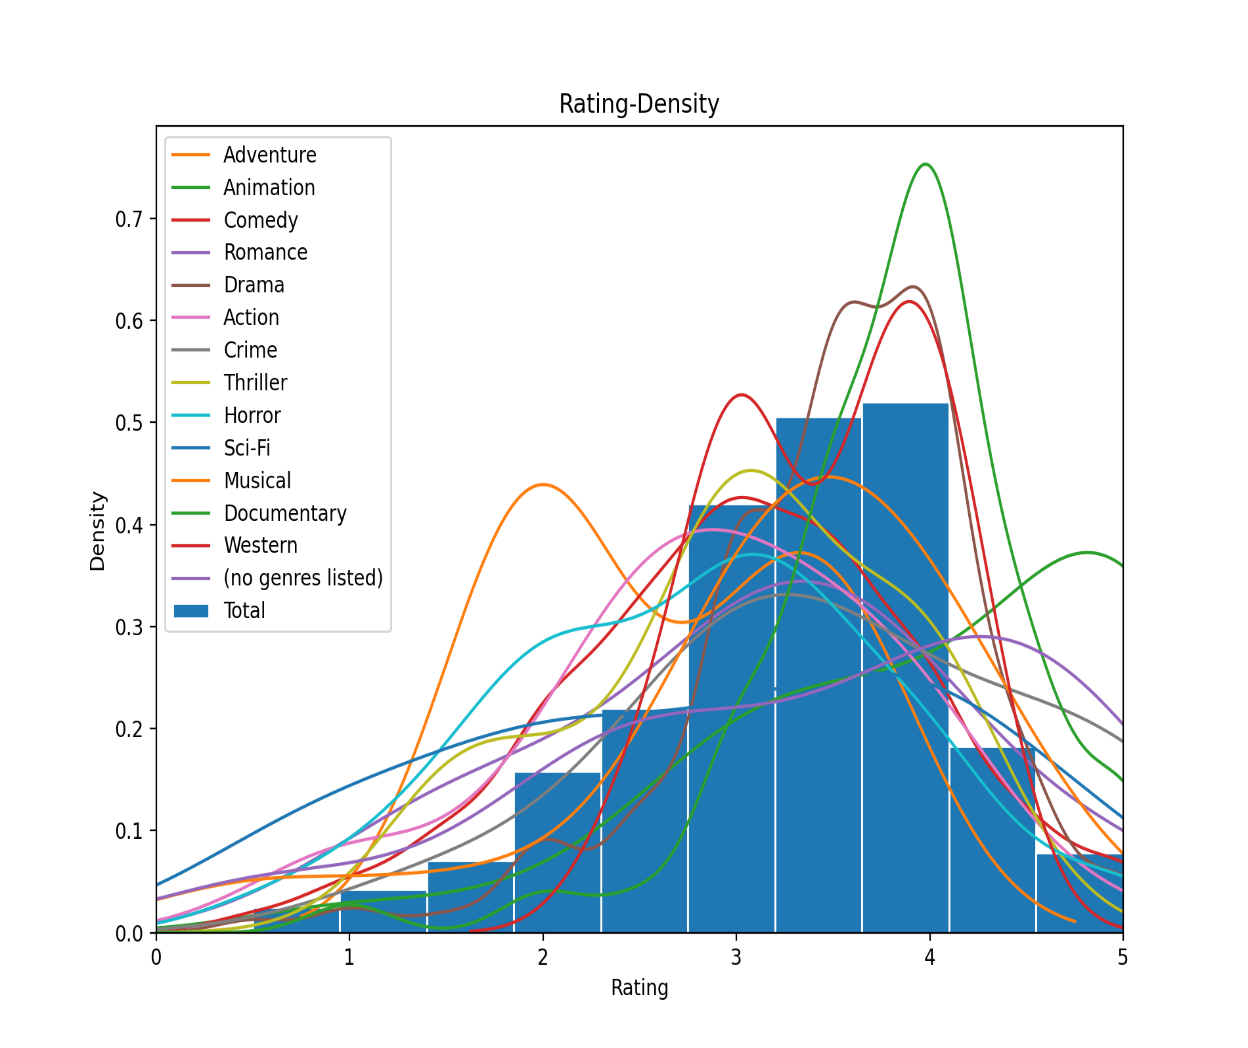 Rating-Density
Adventure
Animation
Comedy
Romance
Drama
Action
Crime
Thriller
Horror
Sci-Fi
Musical
Documentary
Western
(no genres listed)
Total
Density
0.7
0.6
0.5
0.4
0.3
0.2
0.1
0.0
0 1 2 3 4 5
Rating